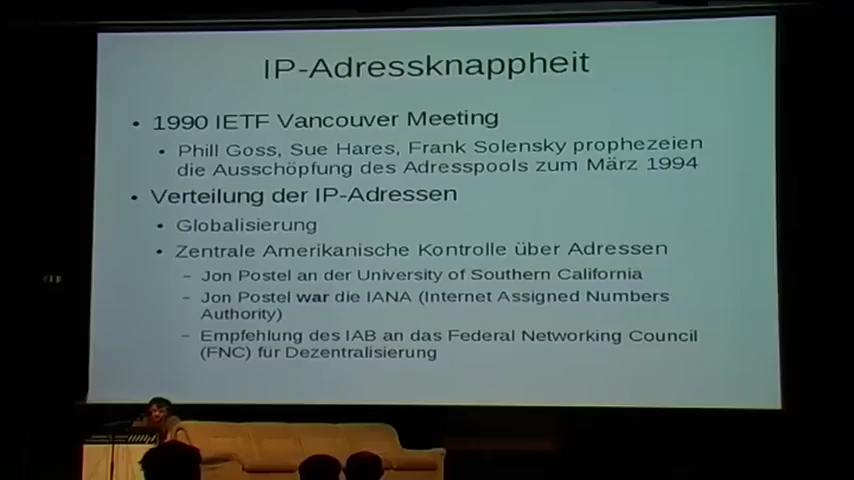 IP-Adressknappheit
1990 IETF Vancouver Meeting
Phill Goss, Sue Hares, Frank Solensky prophezeien
die Ausschöpfung des Adresspools zum März 1994
Verteilung der IP-Adressen
Globalisierung
Zentrale Amerikanische Kontrolle über Adressen
Jon Postel an der University of Southern California
Jon Postel war die IANA (Internet Assigned Numbers
Authority)
Empfehlung des IAB an das Federal Networking Council
(FNC) für Dezentralisierung